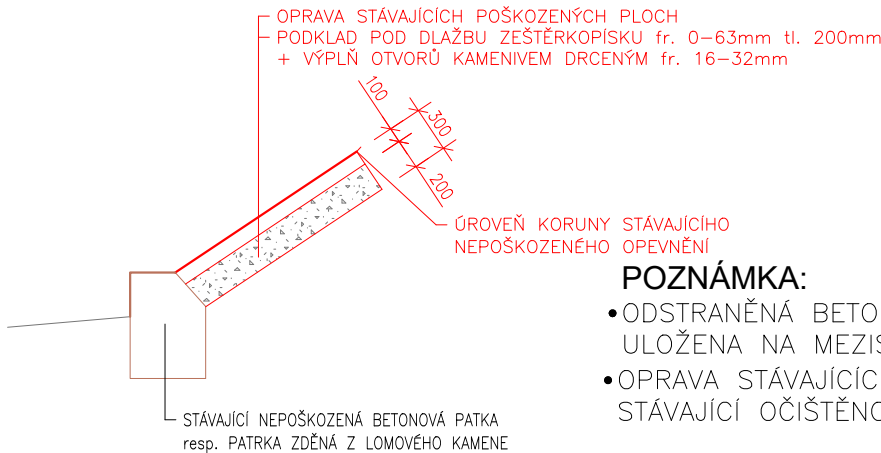 OPRAVA STÁVAJÍCÍCH POŠKOZENÝCH PLOCH
PODKLAD POD DLAŽBU ZEŠTĚRKOPÍSKU fr. 0-63mm tl. 200mm
+ VÝPLŇ OTVORŮ KAMENIVEM DRCENÝM fr. 16-32mm
100
300
200
ÚROVEŇ KORUNY STÁVAJÍCÍHO
NEPOŠKOZENÉHO OPEVNĚNÍ
POZNÁMKA:
• ODSTRANĚNÁ BETO
ULOŽENA NA MEZIS
• OPRAVA STÁVAJÍCÍC
STÁVAJÍCÍ OČIŠTĚNO
STÁVAJÍCÍ NEPOŠKOZENÁ BETONOVÁ PATKA
resp. PATRKA ZDĚNÁ Z LOMOVÉHO KAMENE